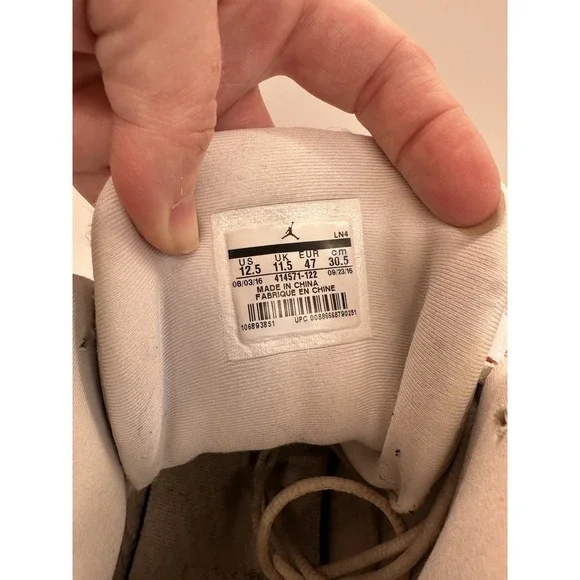 LN4
US UK EUR cm
12.5 11.5 47 30.5
08/03/16 414571-122 09/23/16
MADE IN CHINA
FABRIQUE EN CHINE
106893851 UPC 00886668790251